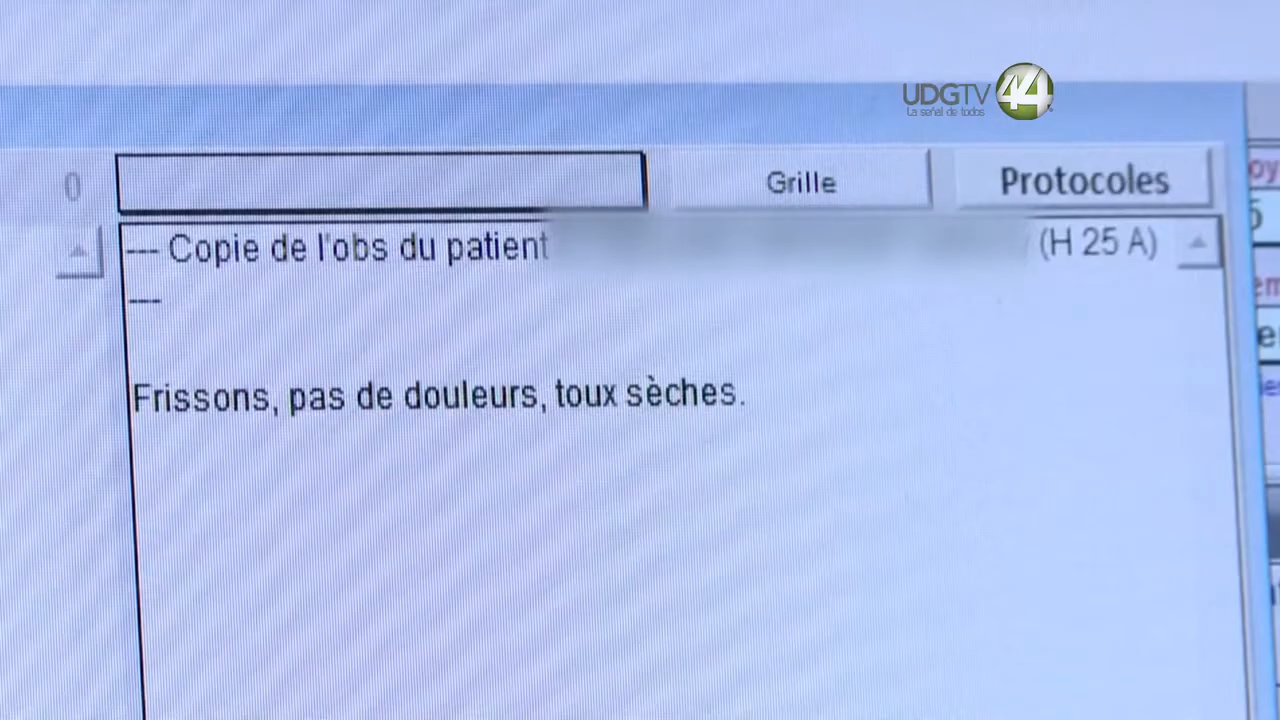 UDGTV 44
La señal de todos
0
Grille
Protocoles
--- Copie de l'obs du patient (H 25 A)
---
Frissons, pas de douleurs, toux sèches.